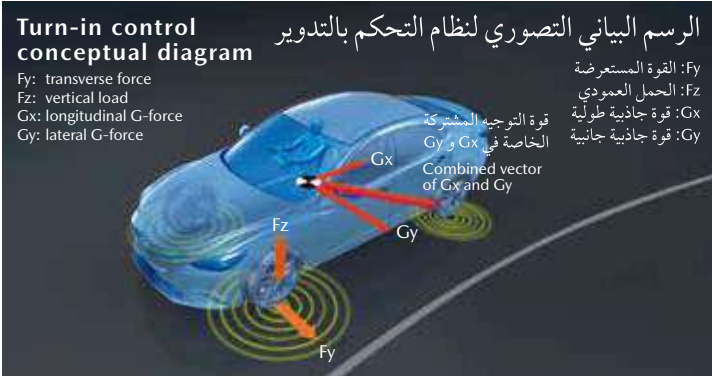 Turn-in control
conceptual diagram
Fy: transverse force
Fz: vertical load
Gx: longitudinal G-force
Gy: lateral G-force
الرسم البياني التصوري لنظام التحكم بالتدوير
Fy: القوة المستعرضة
Fz: الحمل العمودي
Gx: قوة جاذبية طولية
Gy: قوة جاذبية جانبية
قوة التوجيه المشتركة
الخاصة في Gx و Gy
Combined vector
of Gx and Gy
Gx
Gy
Fz
Fy